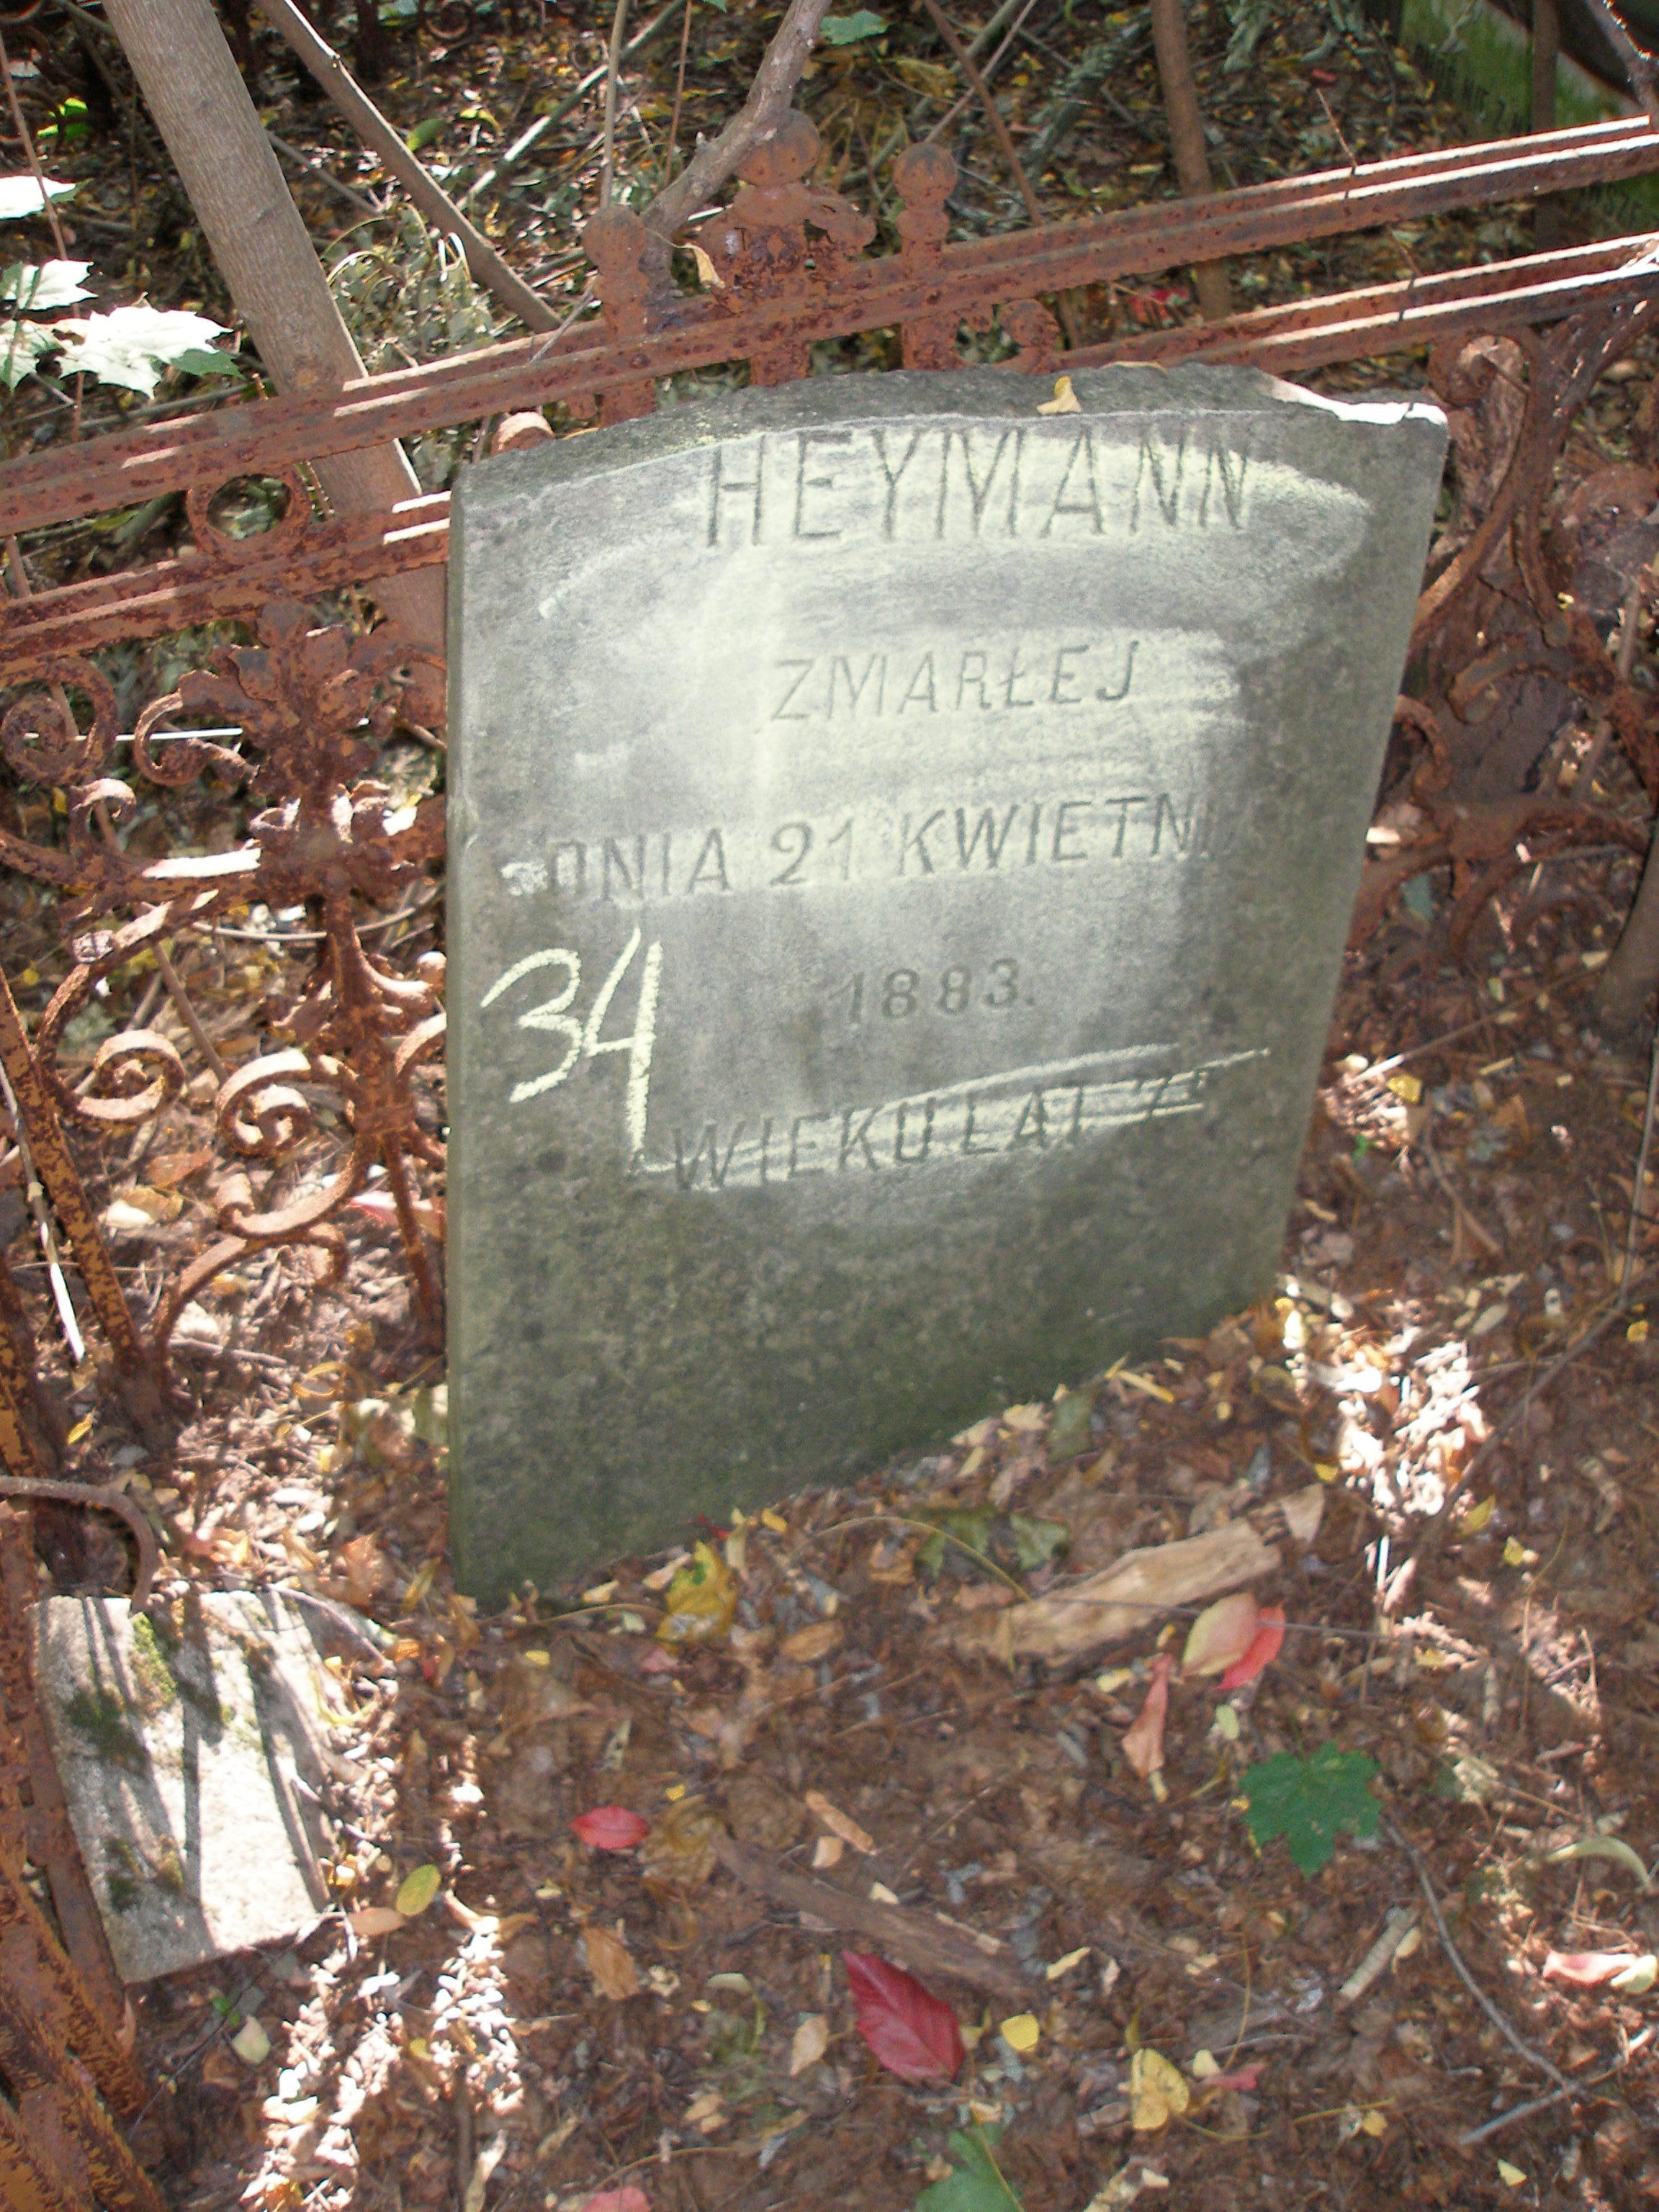 HEYMANN
ZMARŁEJ
DNIA 21 KWIETNIA
1883.
34
WIEKU LAT